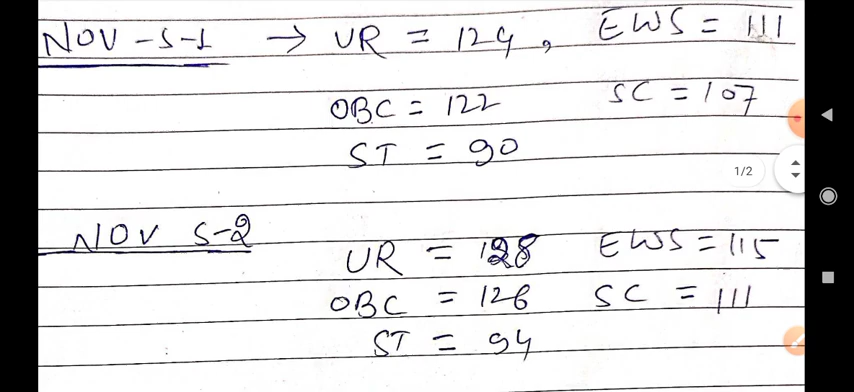 NOV-S-1 → UR = 124, EWS = 111
OBC = 122 SC = 107
ST = 90
1/2
NOV S-2
UR = 128 EWS = 115
OBC = 126 SC = 111
ST = 94